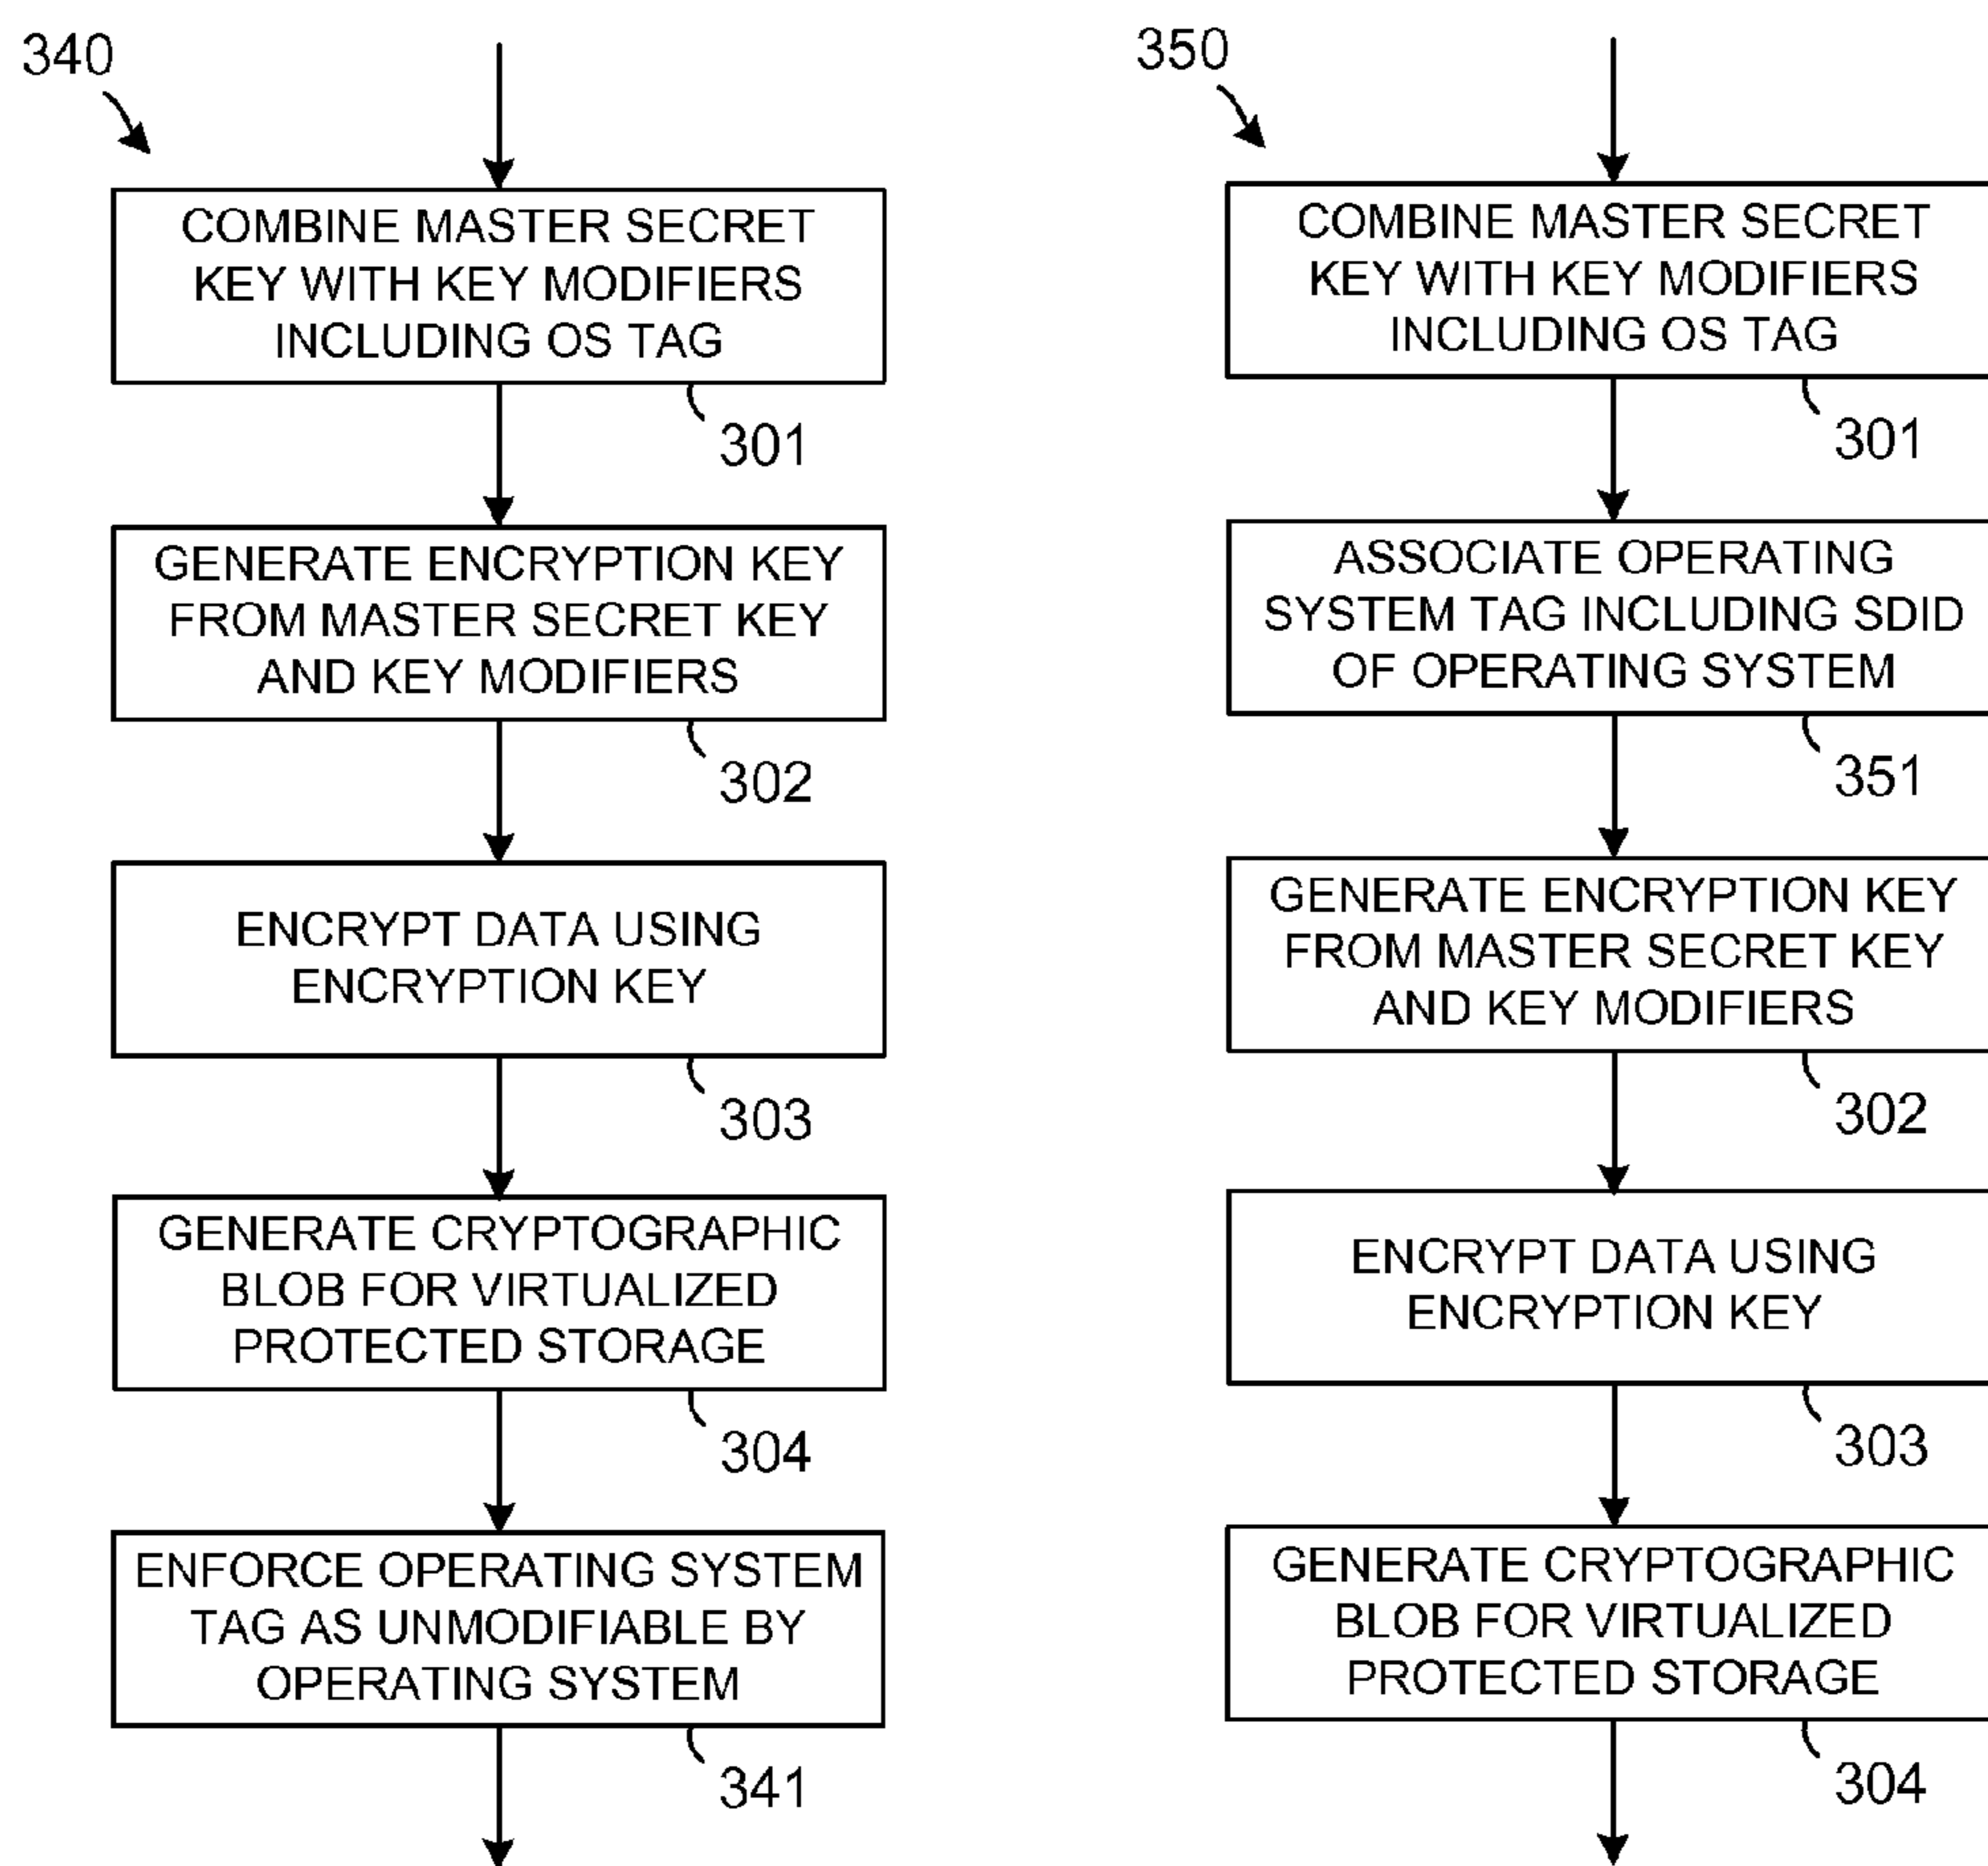 340
COMBINE MASTER SECRET
KEY WITH KEY MODIFIERS
INCLUDING OS TAG
301
GENERATE ENCRYPTION KEY
FROM MASTER SECRET KEY
AND KEY MODIFIERS
302
ENCRYPT DATA USING
ENCRYPTION KEY
303
GENERATE CRYPTOGRAPHIC
BLOB FOR VIRTUALIZED
PROTECTED STORAGE
304
ENFORCE OPERATING SYSTEM
TAG AS UNMODIFIABLE BY
OPERATING SYSTEM
341
350
COMBINE MASTER SECRET
KEY WITH KEY MODIFIERS
INCLUDING OS TAG
301
ASSOCIATE OPERATING
SYSTEM TAG INCLUDING SDID
OF OPERATING SYSTEM
351
GENERATE ENCRYPTION KEY
FROM MASTER SECRET KEY
AND KEY MODIFIERS
302
ENCRYPT DATA USING
ENCRYPTION KEY
303
GENERATE CRYPTOGRAPHIC
BLOB FOR VIRTUALIZED
PROTECTED STORAGE
304